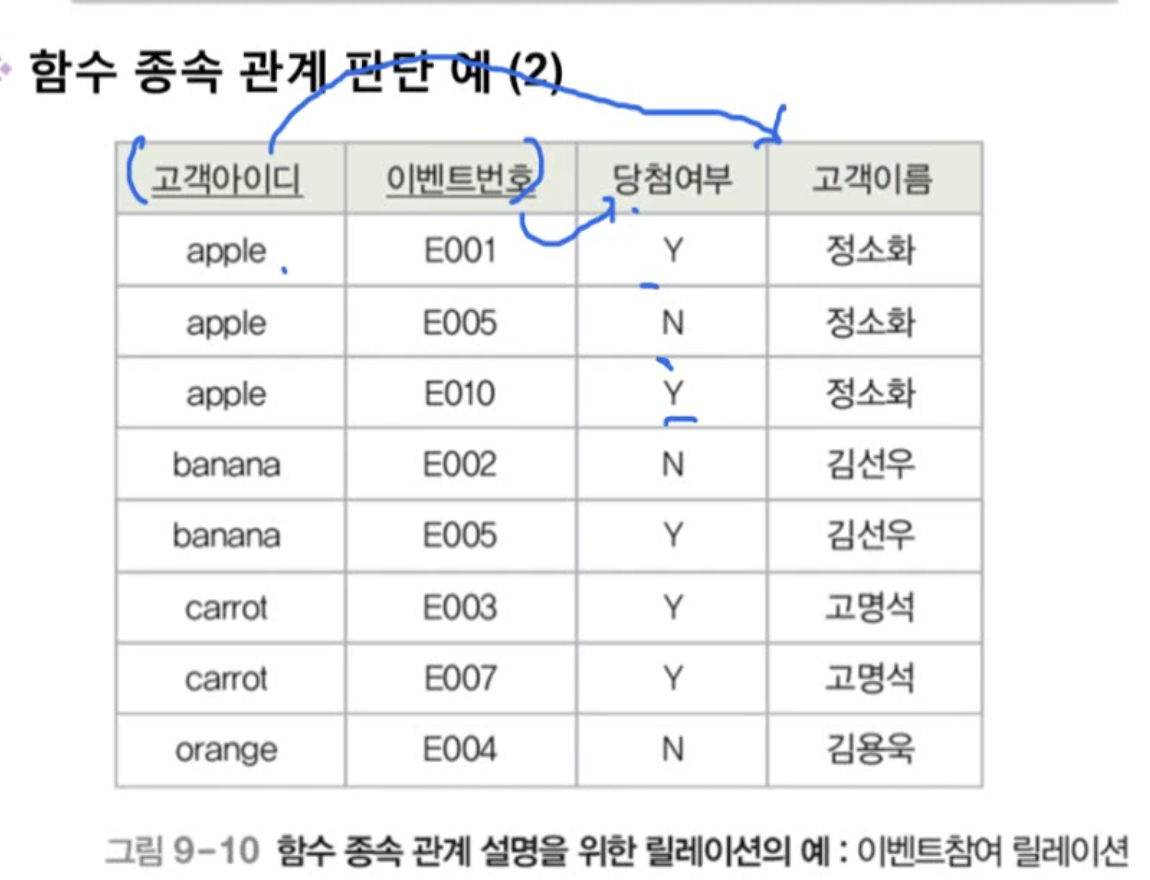 함수 종속 관계 판단 예 (2)
고객아이디 이벤트번호 당첨여부 고객이름
apple E001 Y 정소화
apple E005 N 정소화
apple E010 Y 정소화
banana E002 N 김선우
banana E005 Y 김선우
carrot E003 Y 고명석
carrot E007 Y 고명석
orange E004 N 김용욱
그림 9-10 함수 종속 관계 설명을 위한 릴레이션의 예 : 이벤트참여 릴레이션